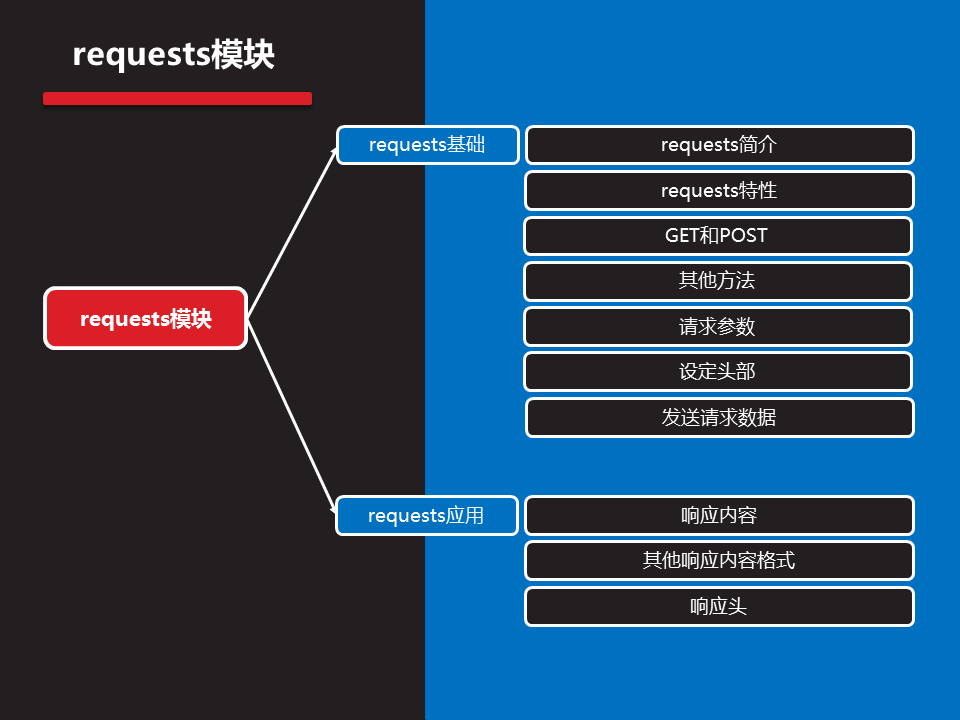 requests模块
requests基础
requests简介
requests特性
GET和POST
其他方法
请求参数
设定头部
发送请求数据
requests模块
requests应用
响应内容
其他响应内容格式
响应头